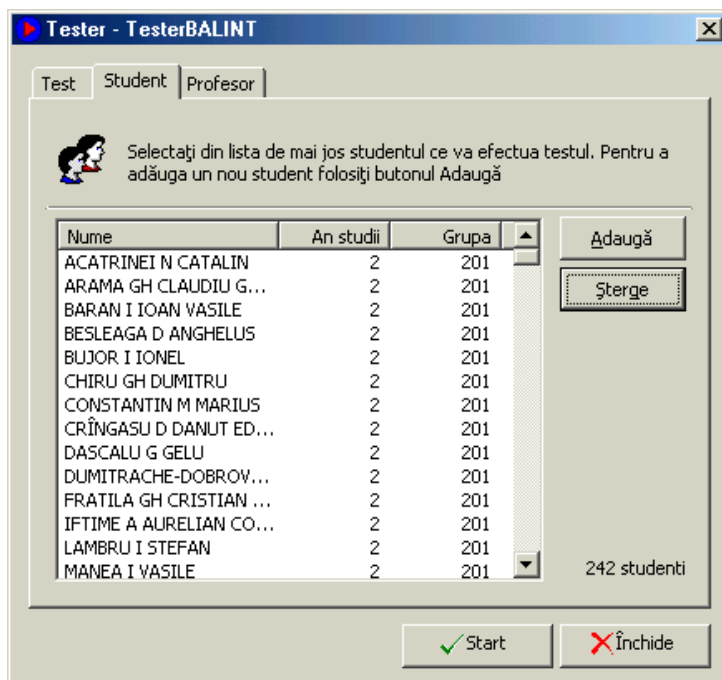 Tester - TesterBALINT
Test Student Profesor
Selectaţi din lista de mai jos studentul ce va efectua testul. Pentru a
adăuga un nou student folosiţi butonul Adaugă
Nume An studii Grupa
ACATRINEI N CATALIN 2 201
ARAMA GH CLAUDIU G... 2 201
BARAN I IOAN VASILE 2 201
BESLEAGA D ANGHELUS 2 201
BUJOR I IONEL 2 201
CHIRU GH DUMITRU 2 201
CONSTANTIN M MARIUS 2 201
CRÎNGASU D DANUT ED... 2 201
DASCALU G GELU 2 201
DUMITRACHE-DOBROV... 2 201
FRATILA GH CRISTIAN ... 2 201
IFTIME A AURELIAN CO... 2 201
LAMBRU I STEFAN 2 201
MANEA I VASILE 2 201
Adaugă
Şterge
242 studenti
Start Închide